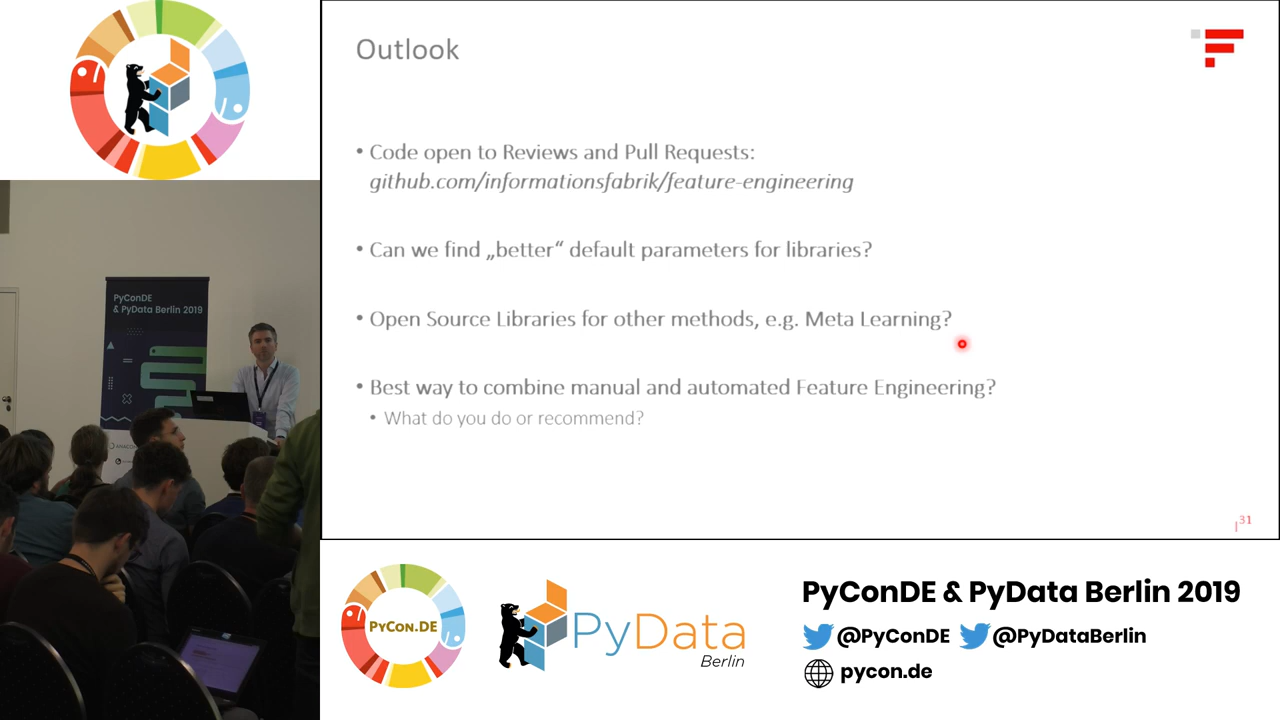 Outlook
• Code open to Reviews and Pull Requests:
github.com/informationsfabrik/feature-engineering
• Can we find „better“ default parameters for libraries?
• Open Source Libraries for other methods, e.g. Meta Learning?
• Best way to combine manual and automated Feature Engineering?
• What do you do or recommend?
|31
PyConDE
& PyData Berlin 2019
PyCon.DE
PyData
Berlin
PyConDE & PyData Berlin 2019
@PyConDE @PyDataBerlin
pycon.de